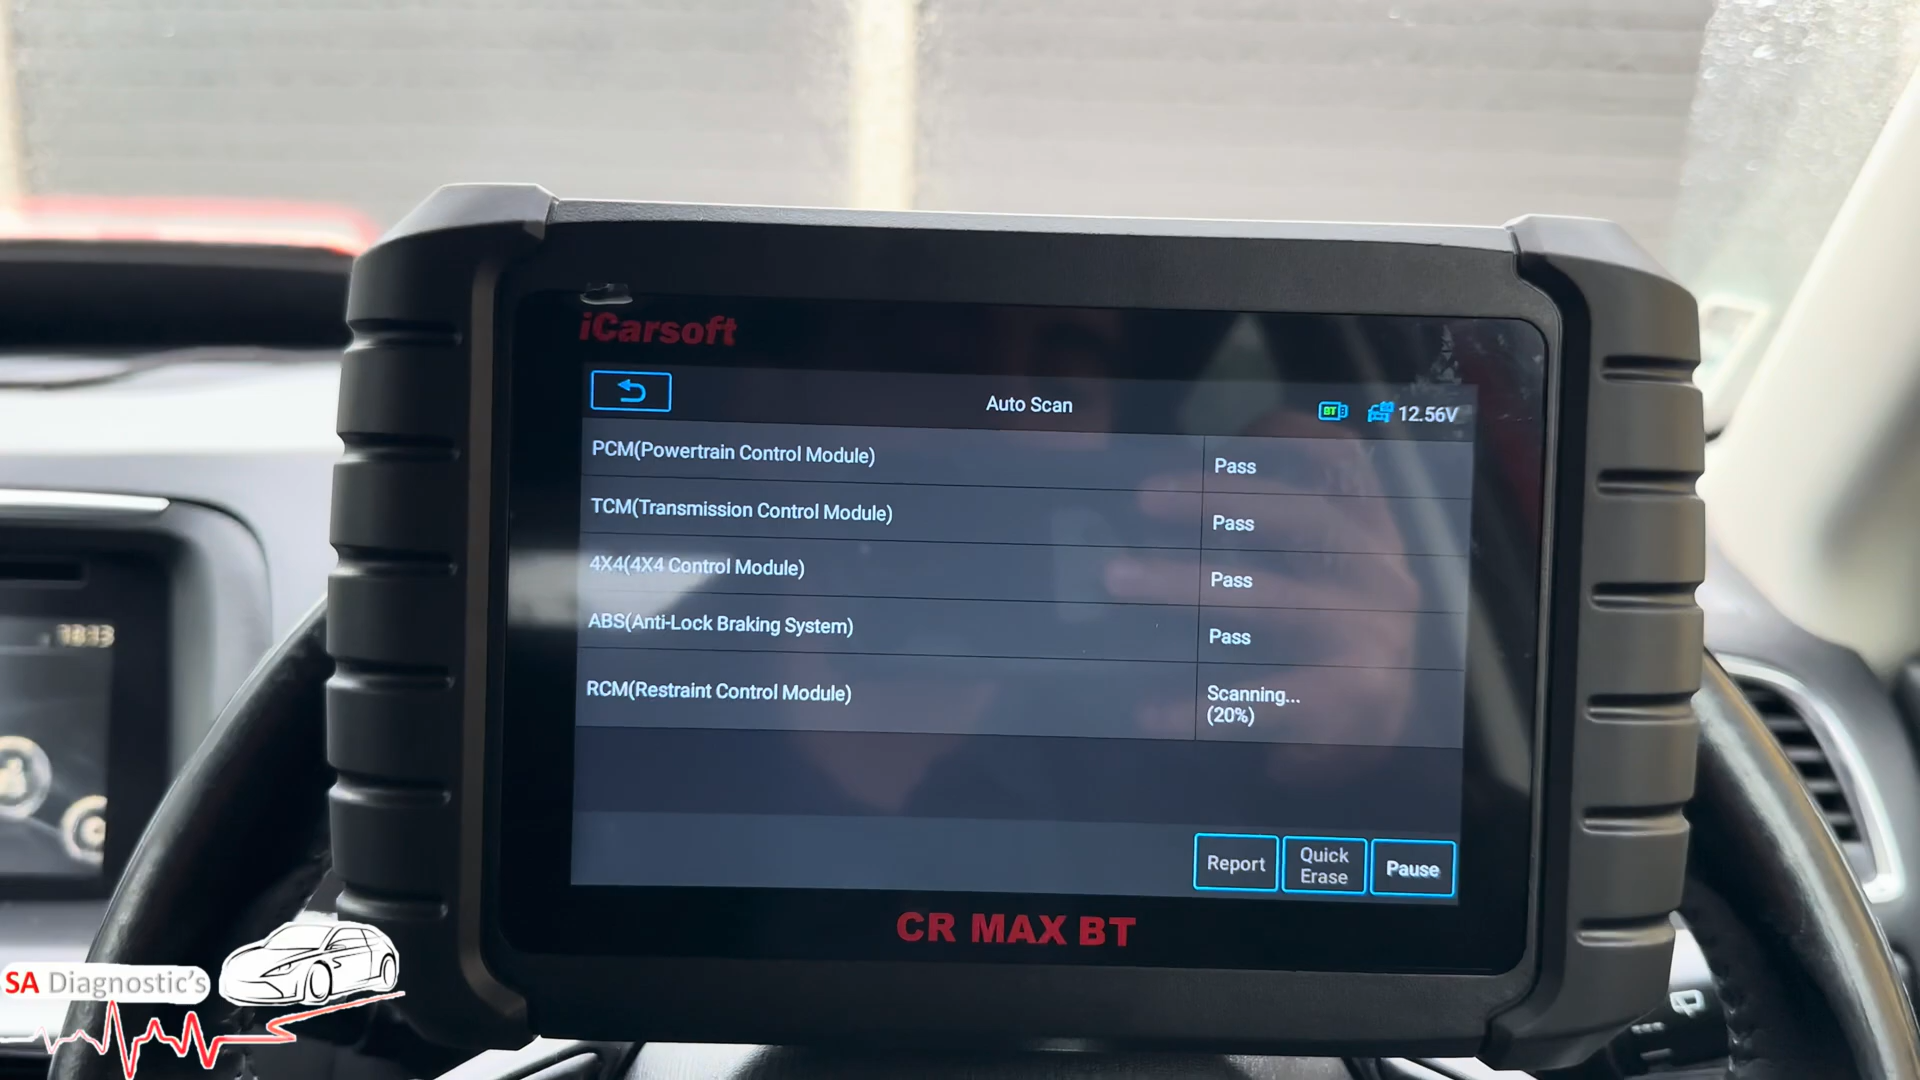 iCarsoft
Auto Scan
BT
12.56V
PCM(Powertrain Control Module)
Pass
TCM(Transmission Control Module)
Pass
4X4(4X4 Control Module)
Pass
ABS(Anti-Lock Braking System)
Pass
RCM(Restraint Control Module)
Scanning...
(20%)
Report
Quick
Erase
Pause
CR MAX BT
SA Diagnostic's